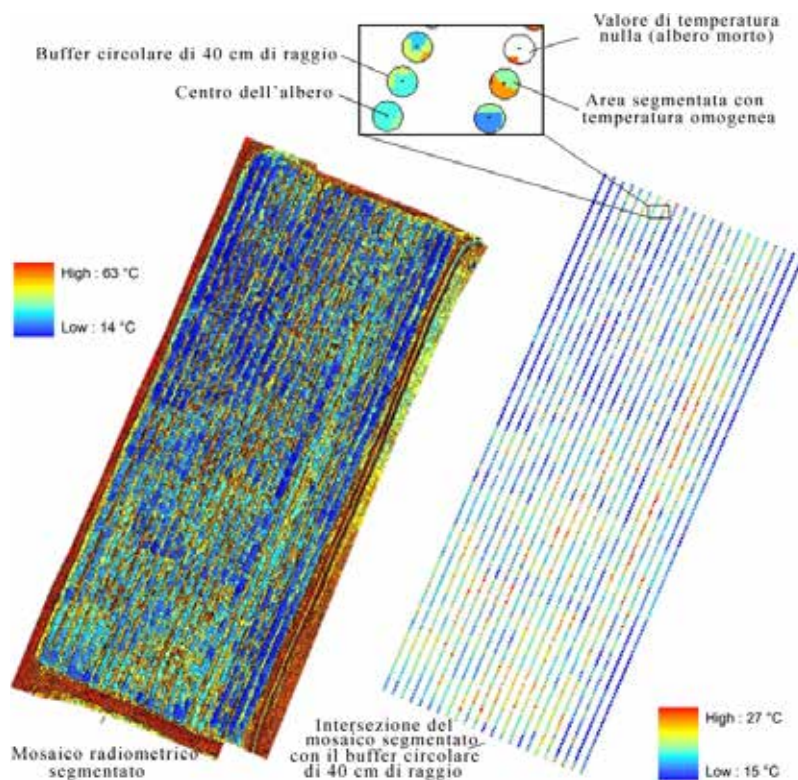 Valore di temperatura
nulla (albero morto)
Buffer circolare di 40 cm di raggio
Centro dell'albero
Area segmentata con
temperatura omogenea
High : 63 °C
Low : 14 °C
Mosaico radiometrico
segmentato
Intersezione del
mosaico segmentato
con il buffer circolare
di 40 cm di raggio
High : 27 °C
Low : 15 °C